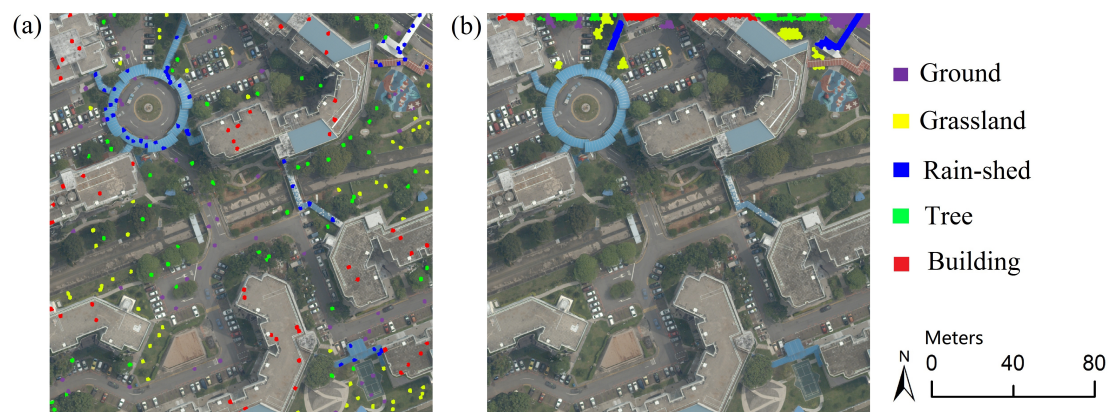 (a)
(b)
Ground
Grassland
Rain-shed
Tree
Building
Meters
N
0 40 80